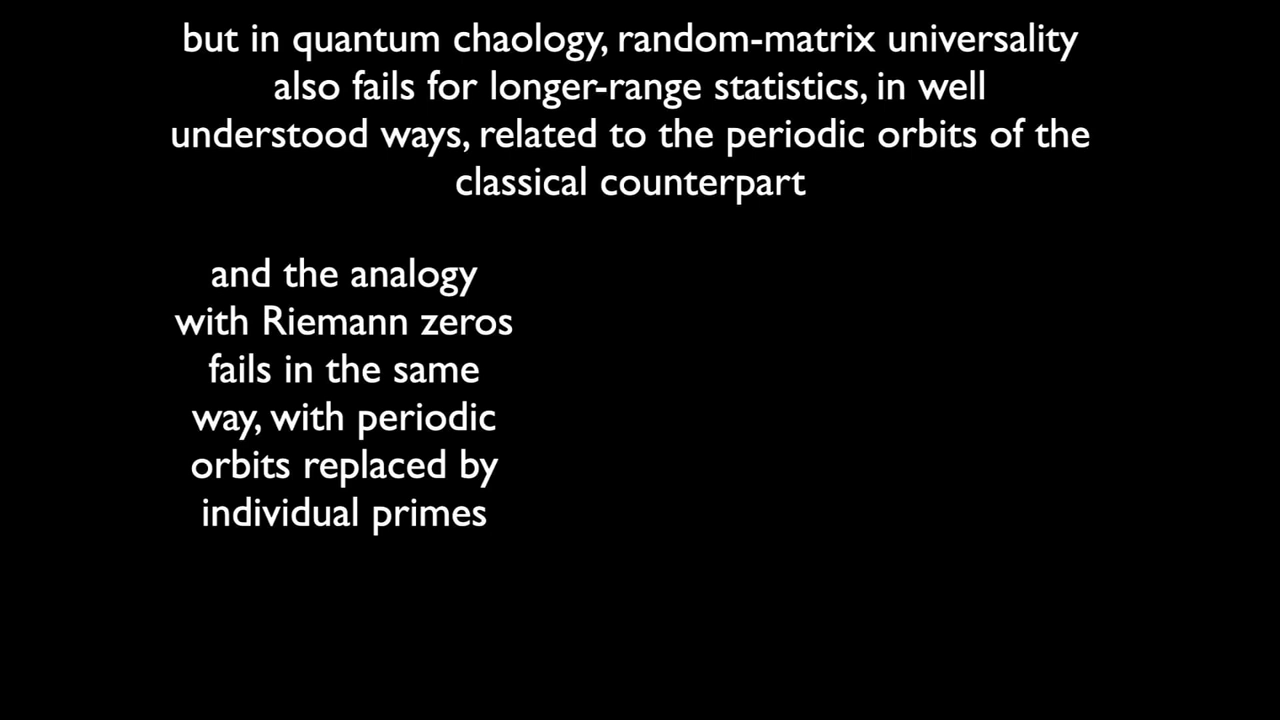 but in quantum chaology, random-matrix universality
also fails for longer-range statistics, in well
understood ways, related to the periodic orbits of the
classical counterpart
and the analogy
with Riemann zeros
fails in the same
way, with periodic
orbits replaced by
individual primes